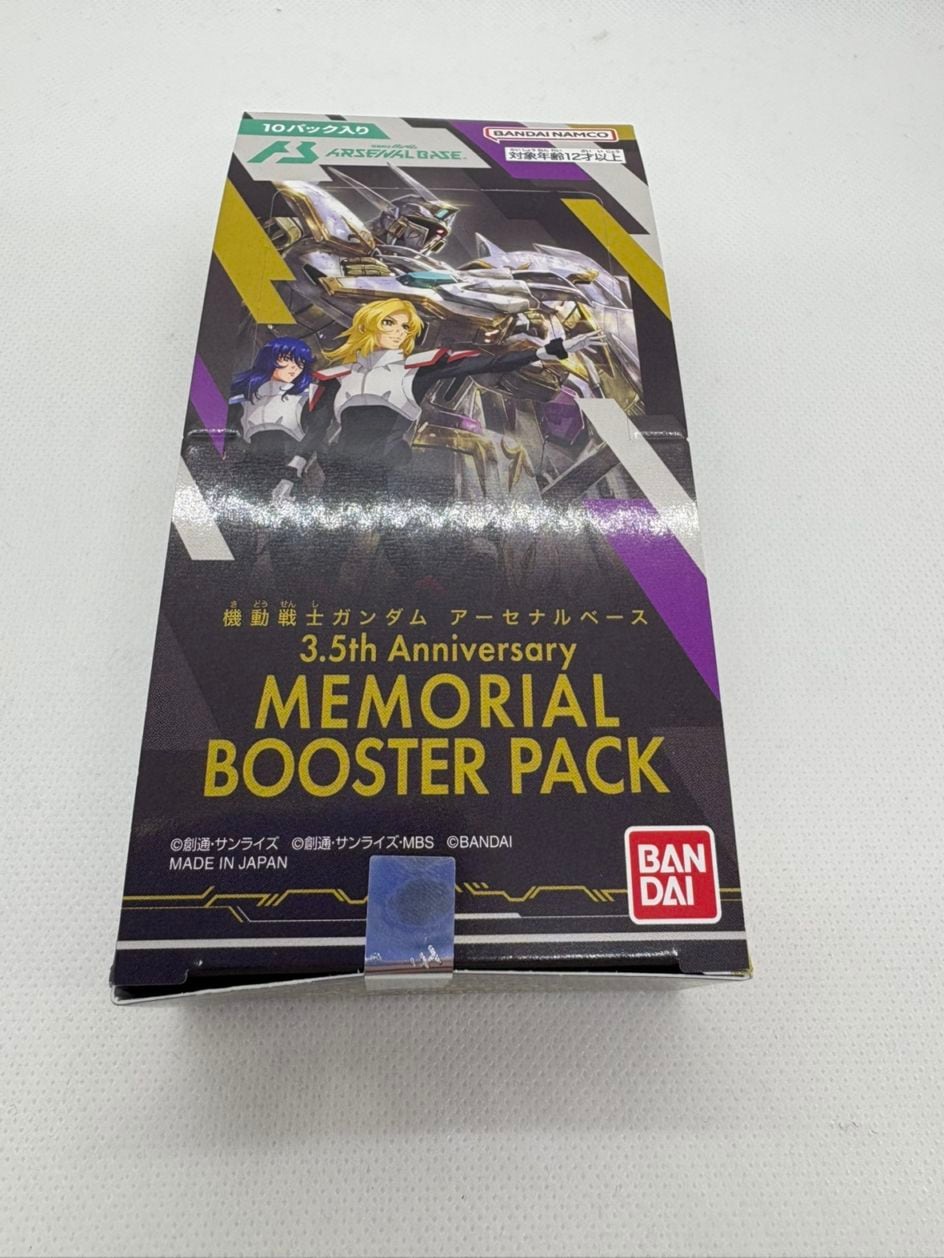 10パック入り
BANDAI NAMCO
ARSENAL BASE
対象年齢12才以上
機動戦士ガンダム アーセナルベース
3.5th Anniversary
MEMORIAL
BOOSTER PACK
©創通・サンライズ ©創通・サンライズ・MBS ©BANDAI
MADE IN JAPAN
BAN
DAI